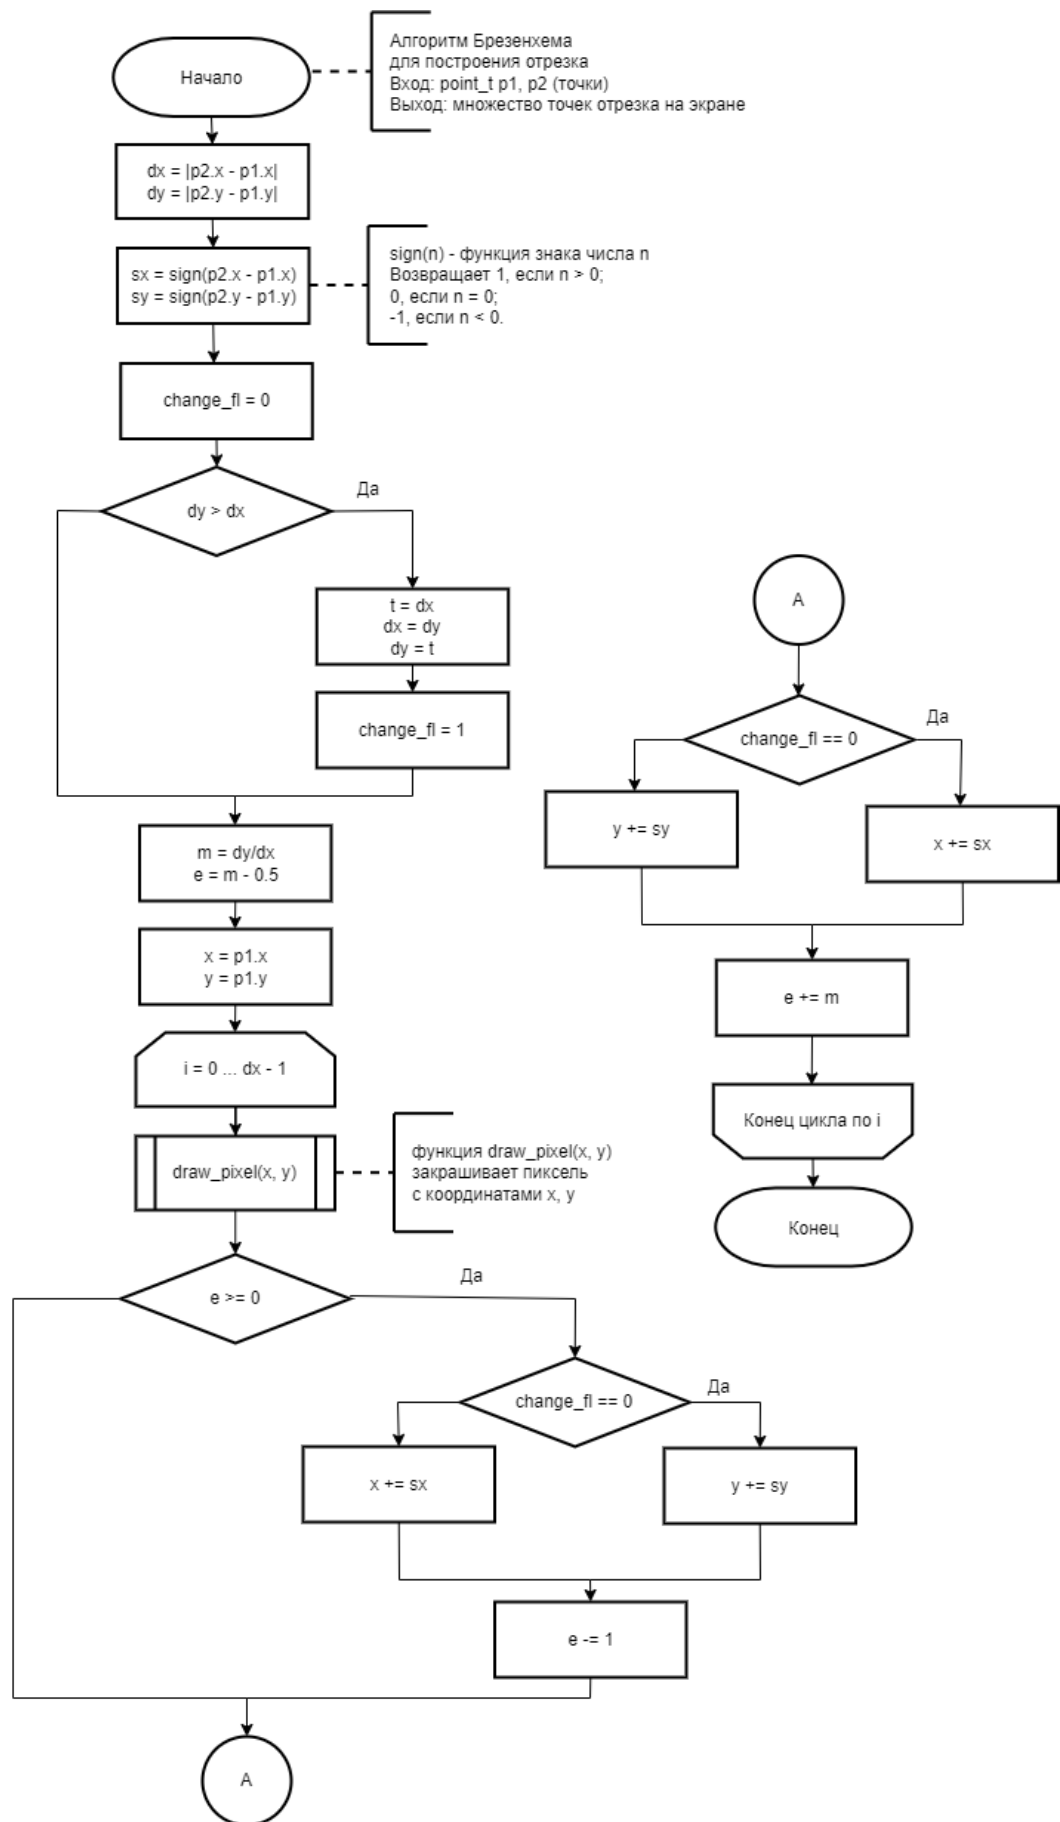 Начало
Алгоритм Брезенхема
для построения отрезка
Вход: point_t p1, p2 (точки)
Выход: множество точек отрезка на экране
dx = |p2.x - p1.x|
dy = |p2.y - p1.y|
sx = sign(p2.x - p1.x)
sy = sign(p2.y - p1.y)
sign(n) - функция знака числа n
Возвращает 1, если n > 0;
0, если n = 0;
-1, если n < 0.
change_fl = 0
dy > dx
Да
t = dx
dx = dy
dy = t
change_fl = 1
m = dy/dx
e = m - 0.5
x = p1.x
y = p1.y
i = 0 ... dx - 1
draw_pixel(x, y)
функция draw_pixel(x, y)
закрашивает пиксель
с координатами x, y
e >= 0
Да
change_fl == 0
Да
x += sx
y += sy
e -= 1
A
A
change_fl == 0
Да
y += sy
x += sx
e += m
Конец цикла по i
Конец